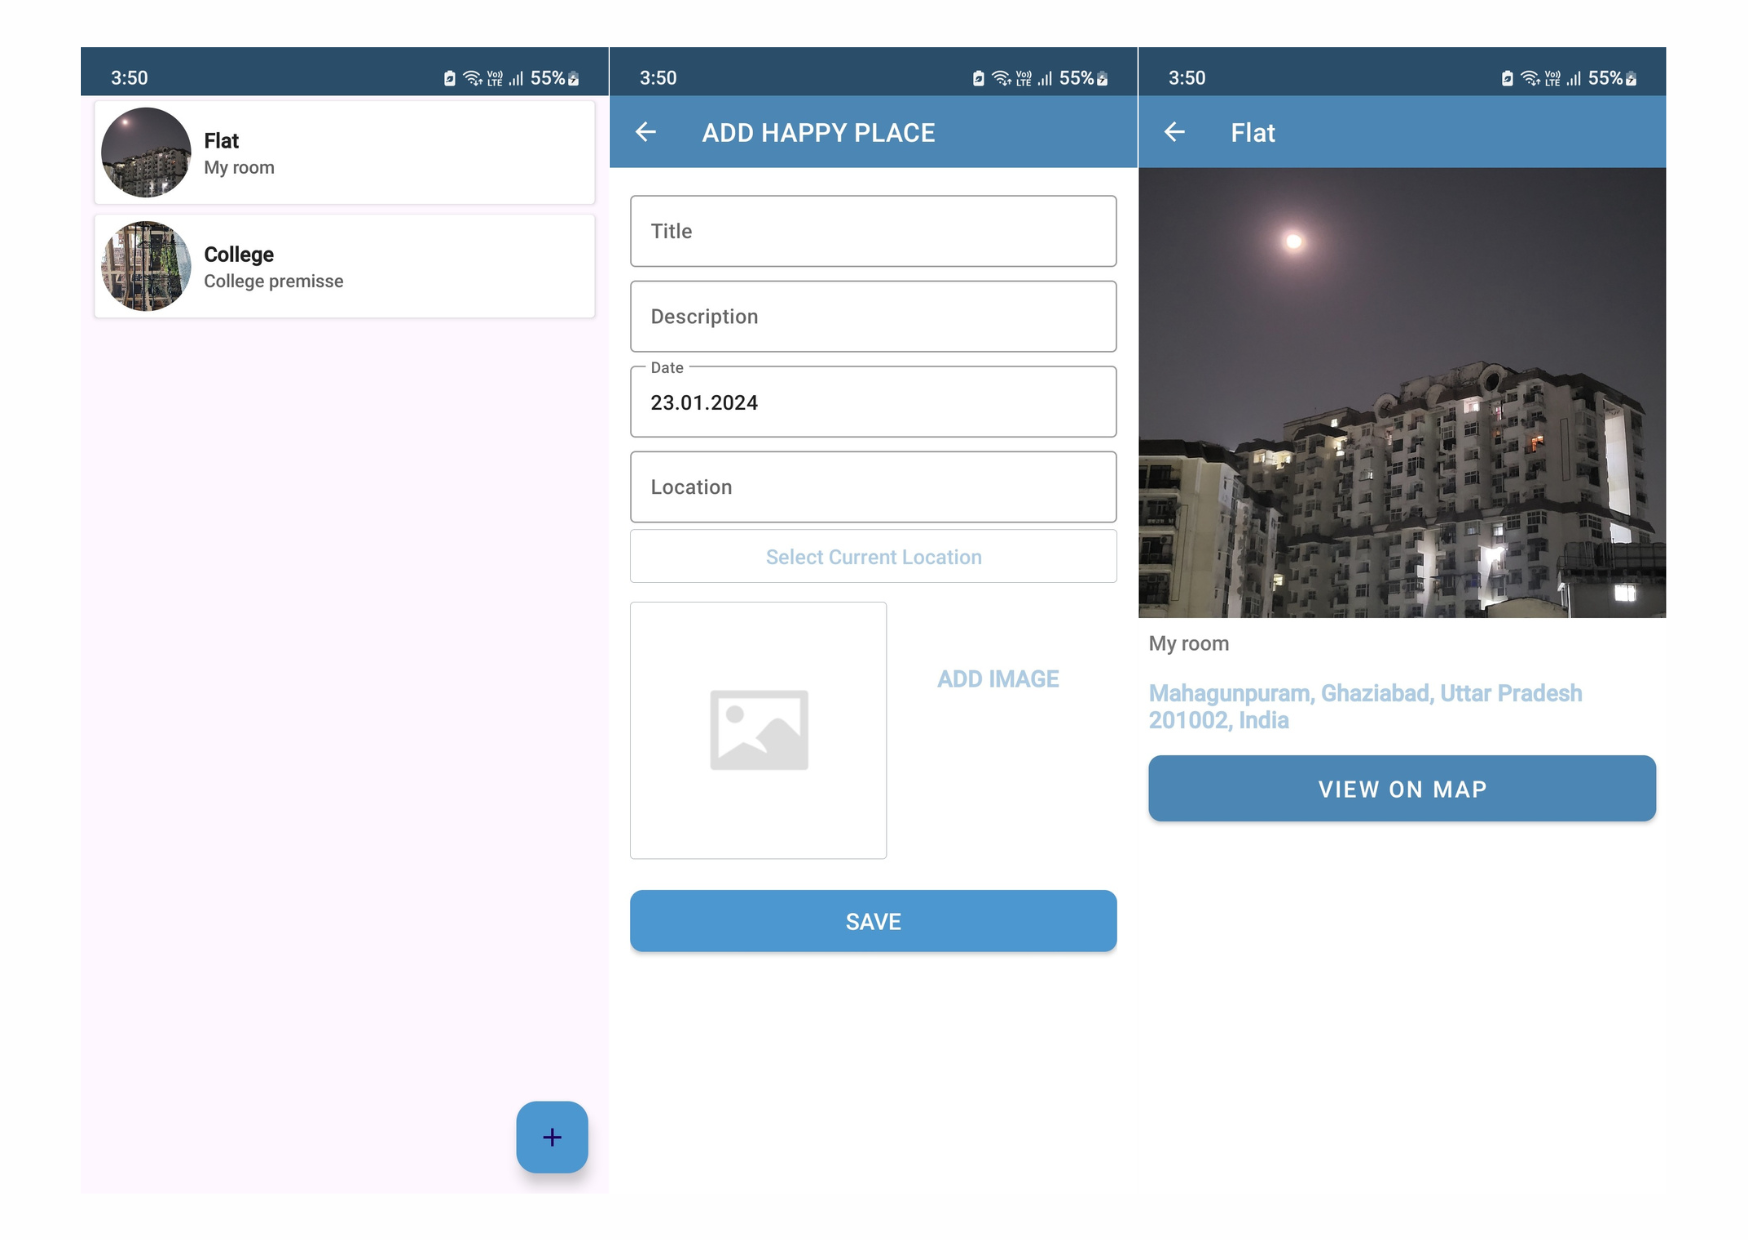 3:50
Vo))
LTE
55%
Flat
My room
College
College premisse
+
3:50
Vo))
LTE
55%
ADD HAPPY PLACE
Title
Description
Date
23.01.2024
Location
Select Current Location
ADD IMAGE
SAVE
3:50
Vo))
LTE
55%
Flat
My room
Mahagunpuram, Ghaziabad, Uttar Pradesh
201002, India
VIEW ON MAP